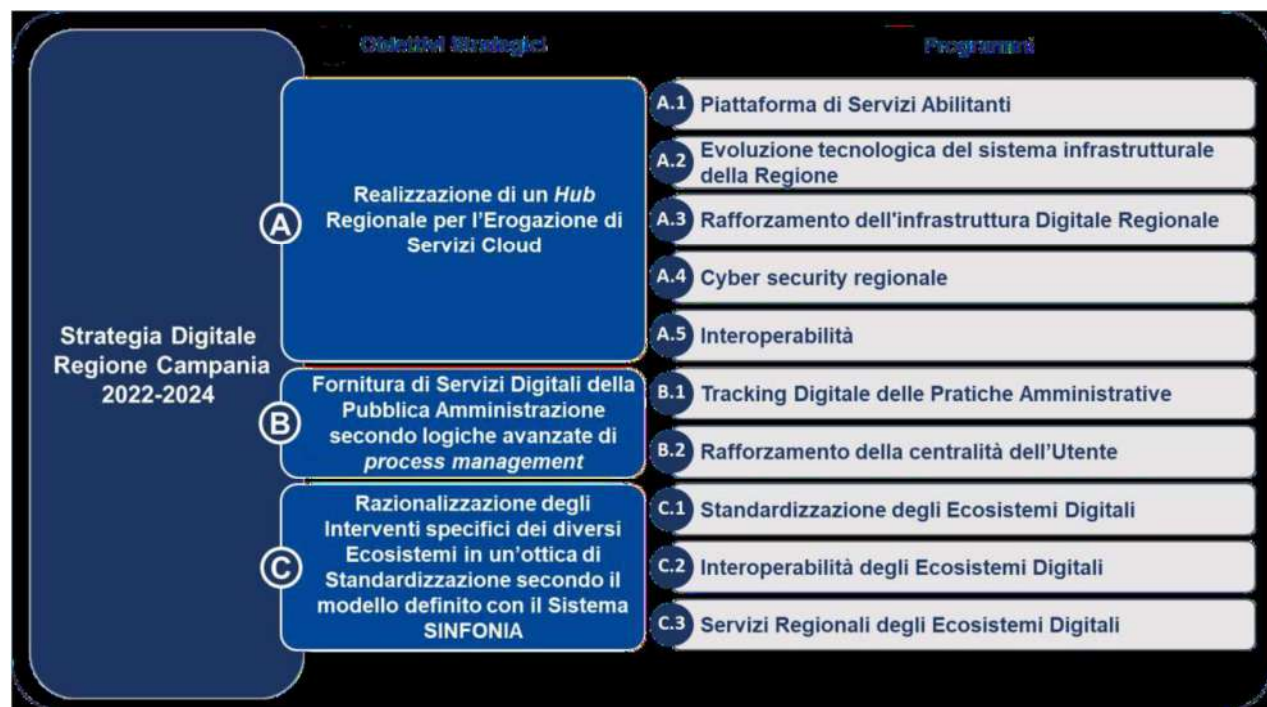 Obiettivi Strategici
Programmi
Strategia Digitale
Regione Campania
2022-2024
A
Realizzazione di un Hub
Regionale per l'Erogazione di
Servizi Cloud
A.1 Piattaforma di Servizi Abilitanti
A.2 Evoluzione tecnologica del sistema infrastrutturale
della Regione
A.3 Rafforzamento dell'infrastruttura Digitale Regionale
A.4 Cyber security regionale
A.5 Interoperabilità
B
Fornitura di Servizi Digitali della
Pubblica Amministrazione
secondo logiche avanzate di
process management
B.1 Tracking Digitale delle Pratiche Amministrative
B.2 Rafforzamento della centralità dell'Utente
C
Razionalizzazione degli
Interventi specifici dei diversi
Ecosistemi in un'ottica di
Standardizzazione secondo il
modello definito con il Sistema
SINFONIA
C.1 Standardizzazione degli Ecosistemi Digitali
C.2 Interoperabilità degli Ecosistemi Digitali
C.3 Servizi Regionali degli Ecosistemi Digitali